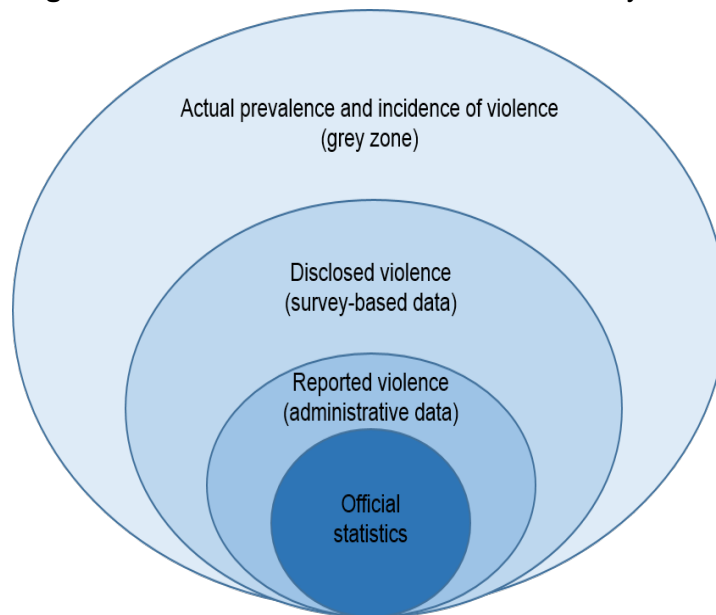 Actual prevalence and incidence of violence
(grey zone)
Disclosed violence
(survey-based data)
Reported violence
(administrative data)
Official
statistics